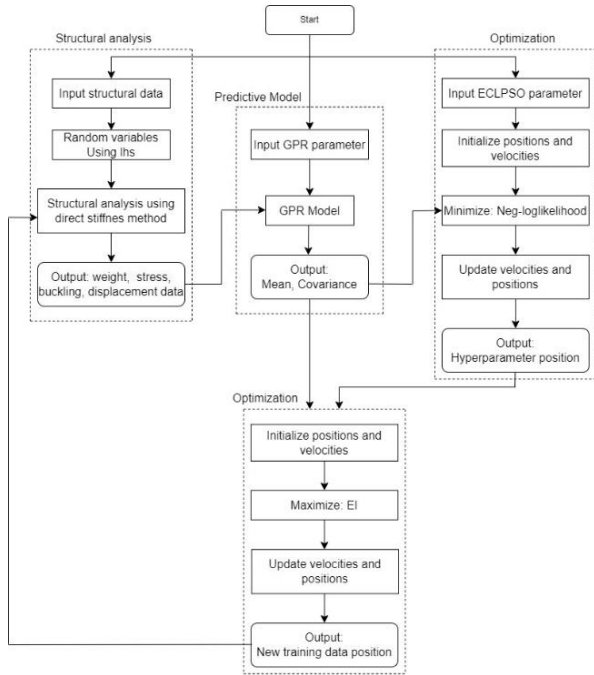 Start
Structural analysis
Input structural data
Random variables
Using lhs
Structural analysis using
direct stiffnes method
Output: weight, stress,
buckling, displacement data
Predictive Model
Input GPR parameter
GPR Model
Output:
Mean, Covariance
Optimization
Input ECLPSO parameter
Initialize positions and
velocities
Minimize: Neg-loglikelihood
Update velocities and
positions
Output:
Hyperparameter position
Optimization
Initialize positions and
velocities
Maximize: EI
Update velocities and
positions
Output:
New training data position